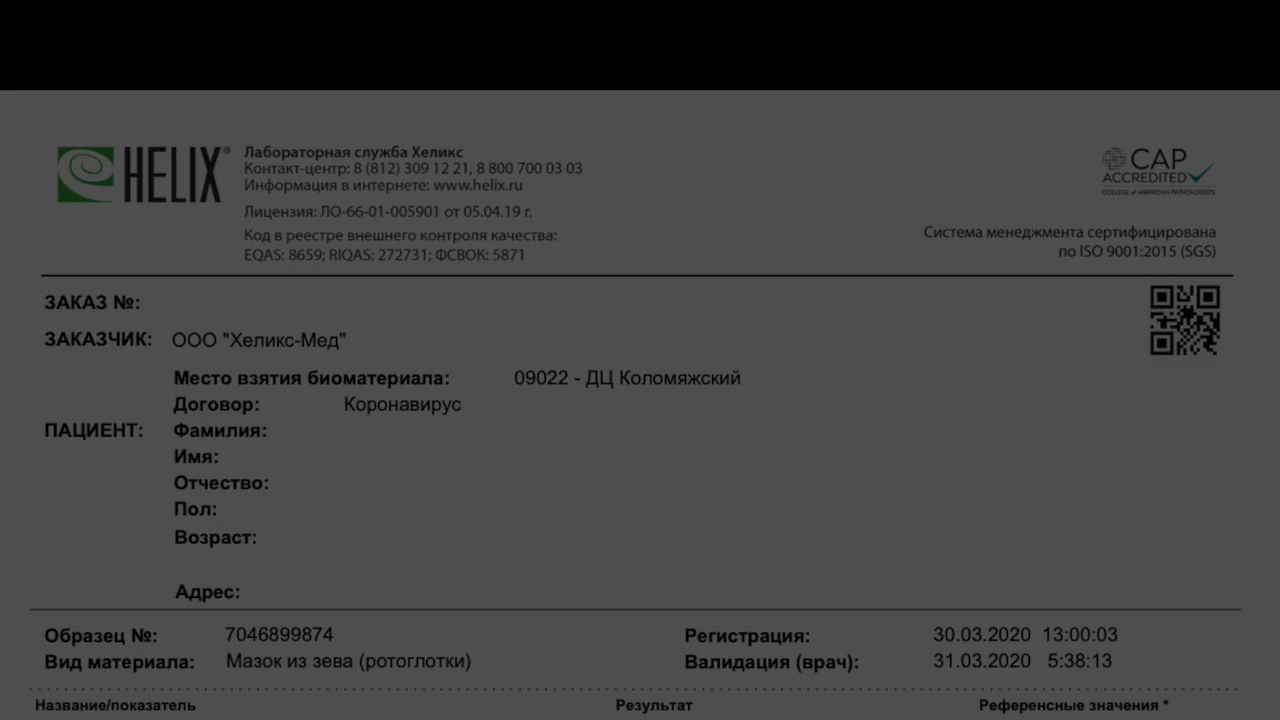 HELIX®
Лабораторная служба Хеликс
Контакт-центр: 8 (812) 309 12 21, 8 800 700 03 03
Информация в интернете: www.helix.ru
Лицензия: ЛО-66-01-005901 от 05.04.19 г.
Код в реестре внешнего контроля качества:
EQAS: 8659; RIQAS: 272731; ФСВОК: 5871
CAP
ACCREDITED
COLLEGE of AMERICAN PATHOLOGISTS
Система менеджмента сертифицирована
по ISO 9001:2015 (SGS)
ЗАКАЗ №:
ЗАКАЗЧИК: ООО "Хеликс-Мед"
Место взятия биоматериала: 09022 - ДЦ Коломяжский
Договор: Коронавирус
ПАЦИЕНТ: Фамилия:
Имя:
Отчество:
Пол:
Возраст:
Адрес:
Образец №: 7046899874 Регистрация: 30.03.2020 13:00:03
Вид материала: Мазок из зева (ротоглотки) Валидация (врач): 31.03.2020 5:38:13
Название/показатель Результат Референсные значения *